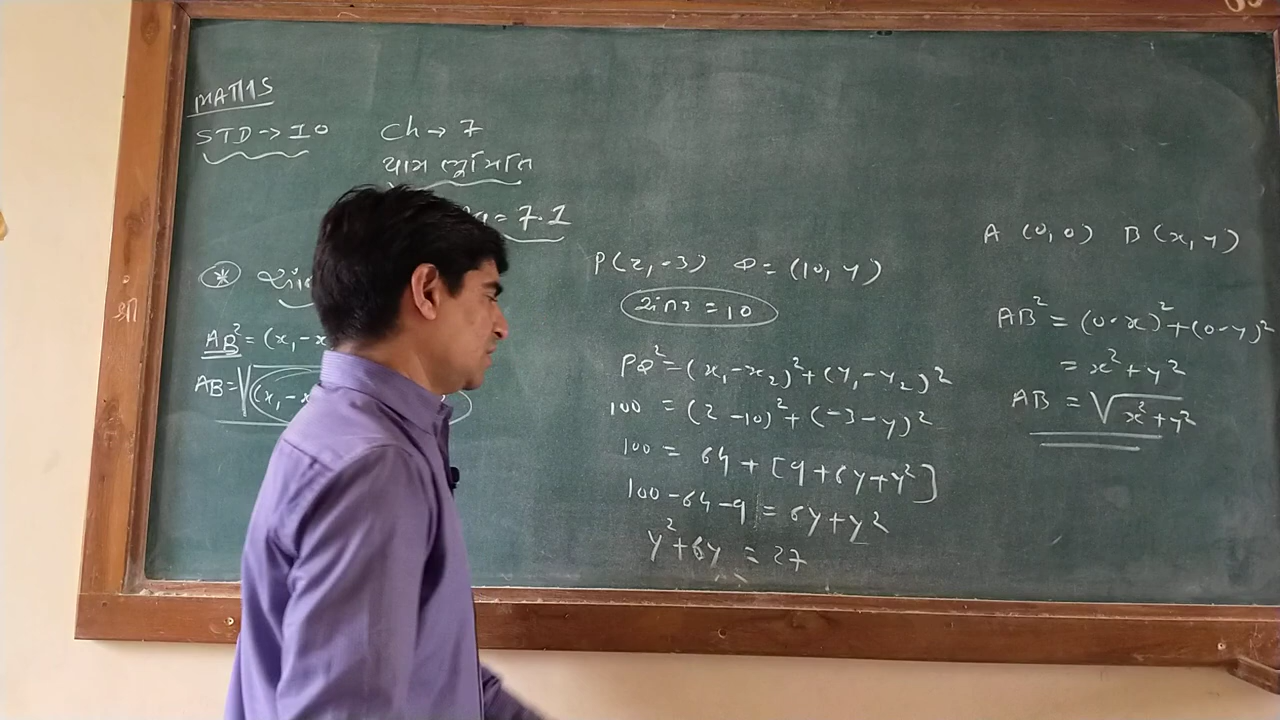 MATHS
STD → 10
Ch → 7
યામ ભૂમિતિ
= 7.1
*
AB² = (x₁ - x
AB = √(x₁ - x
P(2, -3) Q = (10, y)
અંતર = 10
PQ² = (x₁ - x₂)² + (y₁ - y₂)²
100 = (2 - 10)² + (-3 - y)²
100 = 64 + [9 + 6y + y²]
100 - 64 - 9 = 6y + y²
y² + 6y = 27
A (0, 0) B (x, y)
AB² = (0 - x)² + (0 - y)²
= x² + y²
AB = √x² + y²